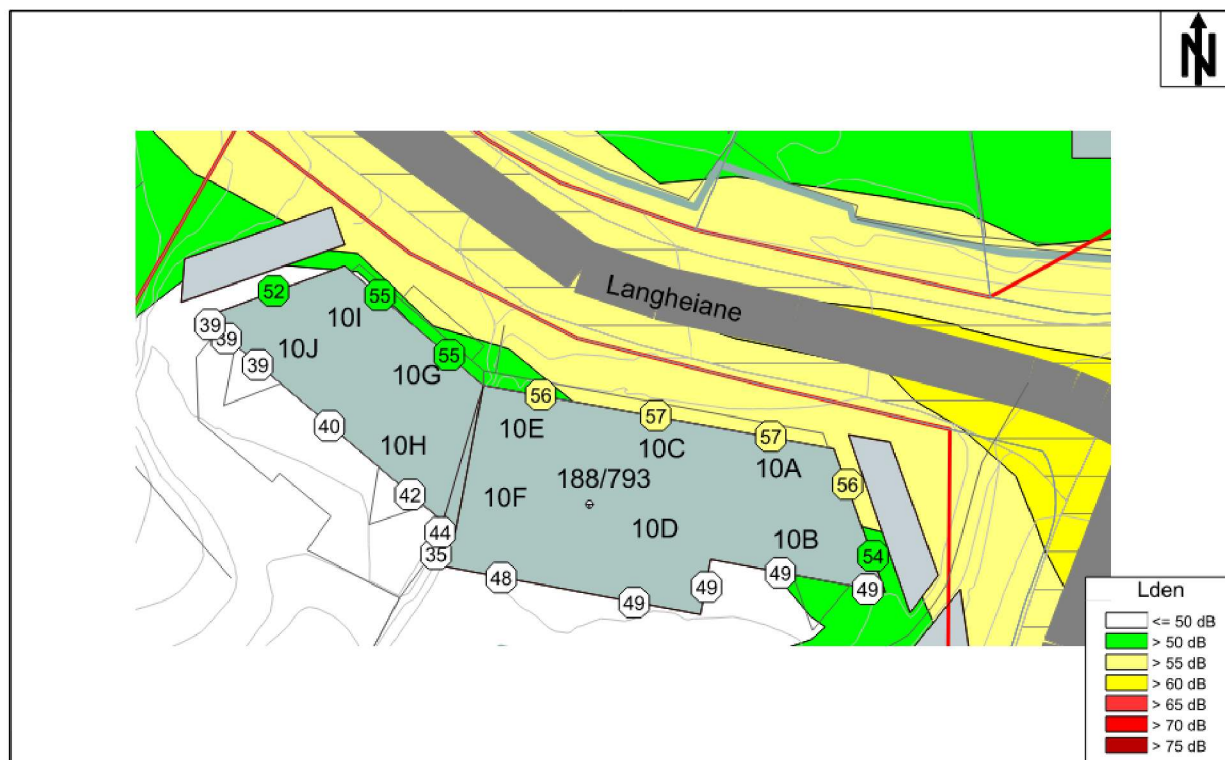 N
Langheiane
52
55
10I
39
39
10J
39
55
10G
56
10E
57
10C
57
10A
40
10H
42
10F
188/793
56
44
35
10D
10B
54
48
49
49
49
49
Lden
<= 50 dB
> 50 dB
> 55 dB
> 60 dB
> 65 dB
> 70 dB
> 75 dB